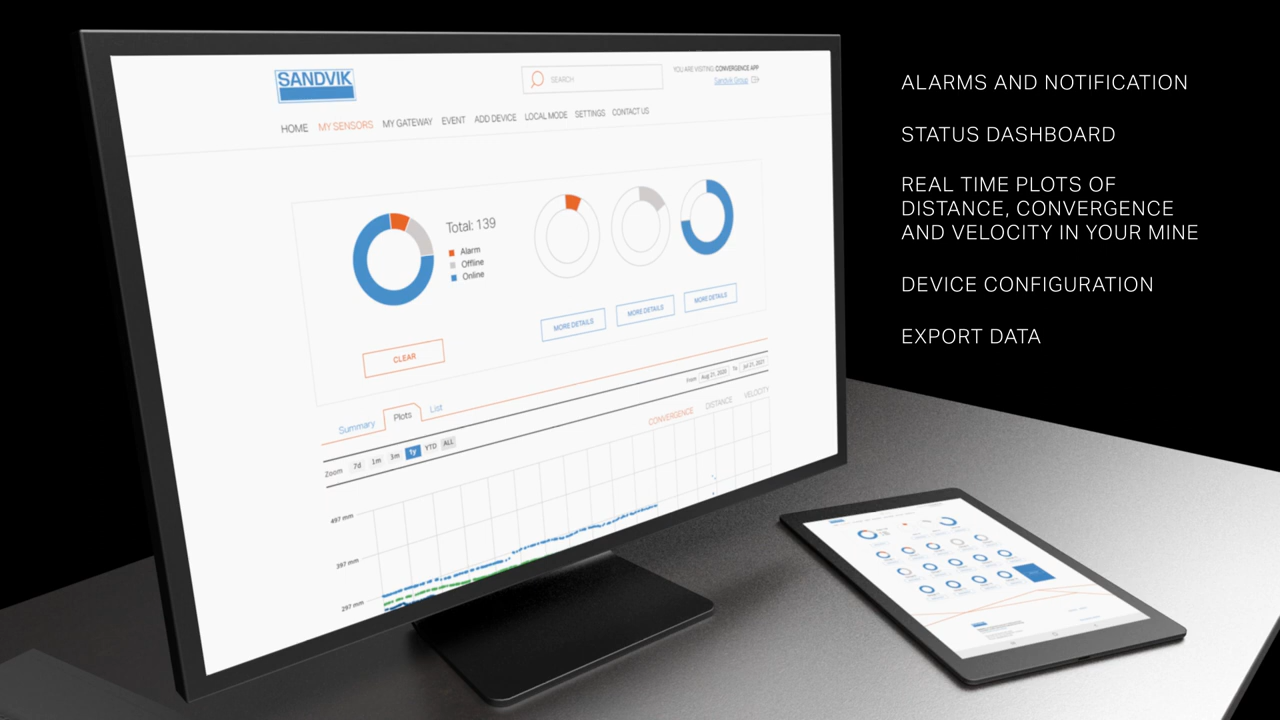 SANDVIK
SEARCH
YOU ARE VISITING: CONVERGENCE APP
Sandvik Group
HOME MY SENSORS MY GATEWAY EVENT ADD DEVICE LOCAL MODE SETTINGS CONTACT US
Total: 139
Alarm
Offline
Online
MORE DETAILS MORE DETAILS MORE DETAILS
CLEAR
From Aug 21, 2020 To Jul 21, 2021
Summary Plots List
CONVERGENCE DISTANCE VELOCITY
Zoom 7d 1m 3m 1y YTD ALL
497 mm
397 mm
297 mm
ALARMS AND NOTIFICATION
STATUS DASHBOARD
REAL TIME PLOTS OF
DISTANCE, CONVERGENCE
AND VELOCITY IN YOUR MINE
DEVICE CONFIGURATION
EXPORT DATA